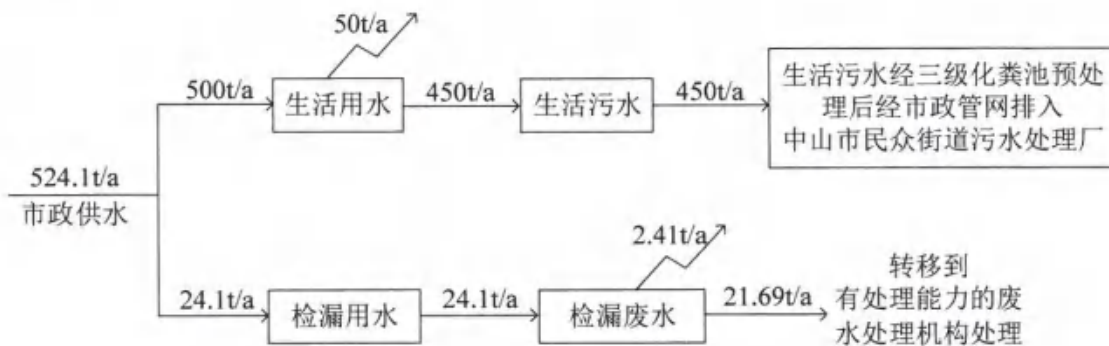 50t/a
500t/a
生活用水
450t/a
生活污水
450t/a
生活污水经三级化粪池预处
理后经市政管网排入
中山市民众街道污水处理厂
524.1t/a
市政供水
24.1t/a
检漏用水
24.1t/a
2.41t/a
检漏废水
21.69t/a
转移到
有处理能力的废
水处理机构处理